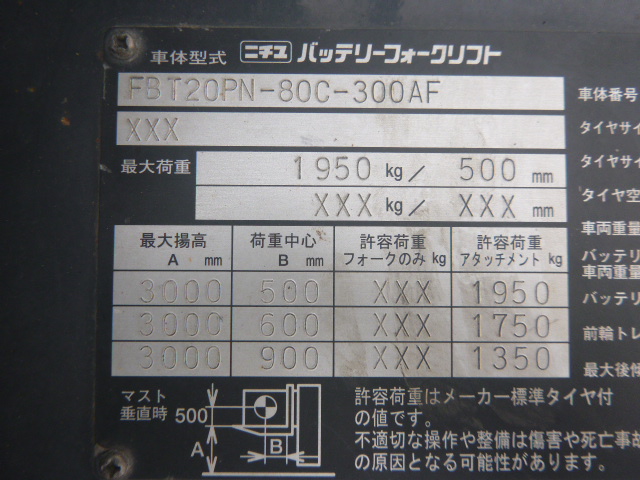 車体型式 ニチユ バッテリーフォークリフト
FBT20PN-80C-300AF
車体番号
XXX
タイヤサイ
最大荷重 1950 kg/ 500 mm
タイヤサイ
XXX kg/ XXX mm
タイヤ空
車両重量
最大揚高 荷重中心 許容荷重 許容荷重
A mm B mm フォークのみ kg アタッチメント kg
バッテリ
車両重量
3000 500 XXX 1950
バッテリ
3000 600 XXX 1750
前輪トレ
3000 900 XXX 1350
最大後傾
マスト
垂直時 500
A
B
許容荷重はメーカー標準タイヤ付
の値です。
不適切な操作や整備は傷害や死亡事故
の原因となる可能性があります。